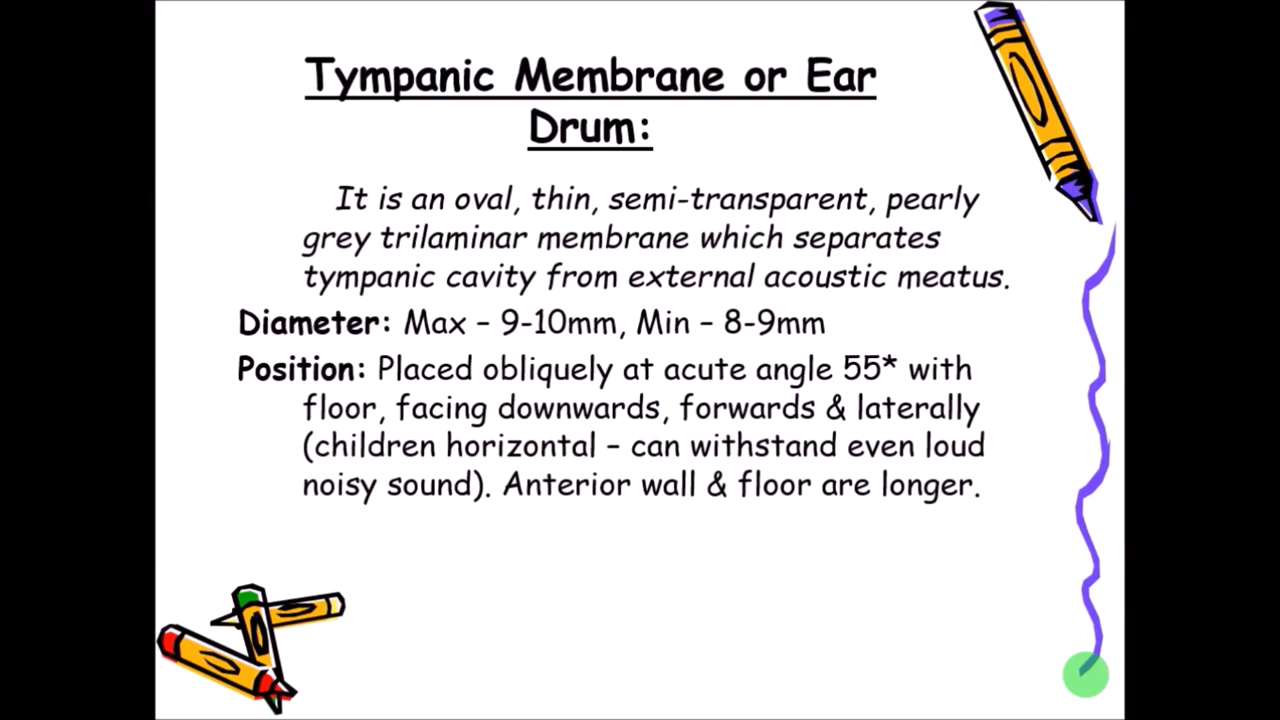 Tympanic Membrane or Ear
Drum:
It is an oval, thin, semi-transparent, pearly
grey trilaminar membrane which separates
tympanic cavity from external acoustic meatus.
Diameter: Max – 9-10mm, Min – 8-9mm
Position: Placed obliquely at acute angle 55* with
floor, facing downwards, forwards & laterally
(children horizontal – can withstand even loud
noisy sound). Anterior wall & floor are longer.